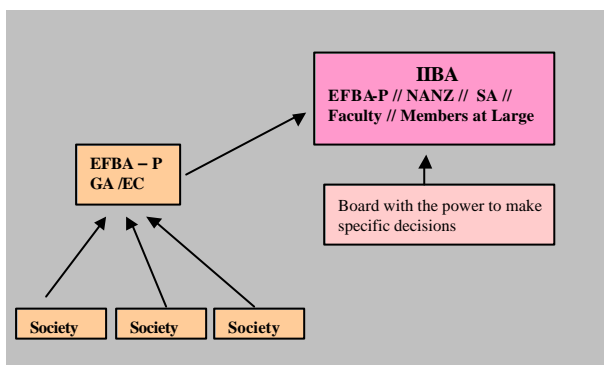 IIBA
EFBA-P // NANZ // SA //
Faculty // Members at Large
EFBA – P
GA /EC
Board with the power to make
specific decisions
Society
Society
Society